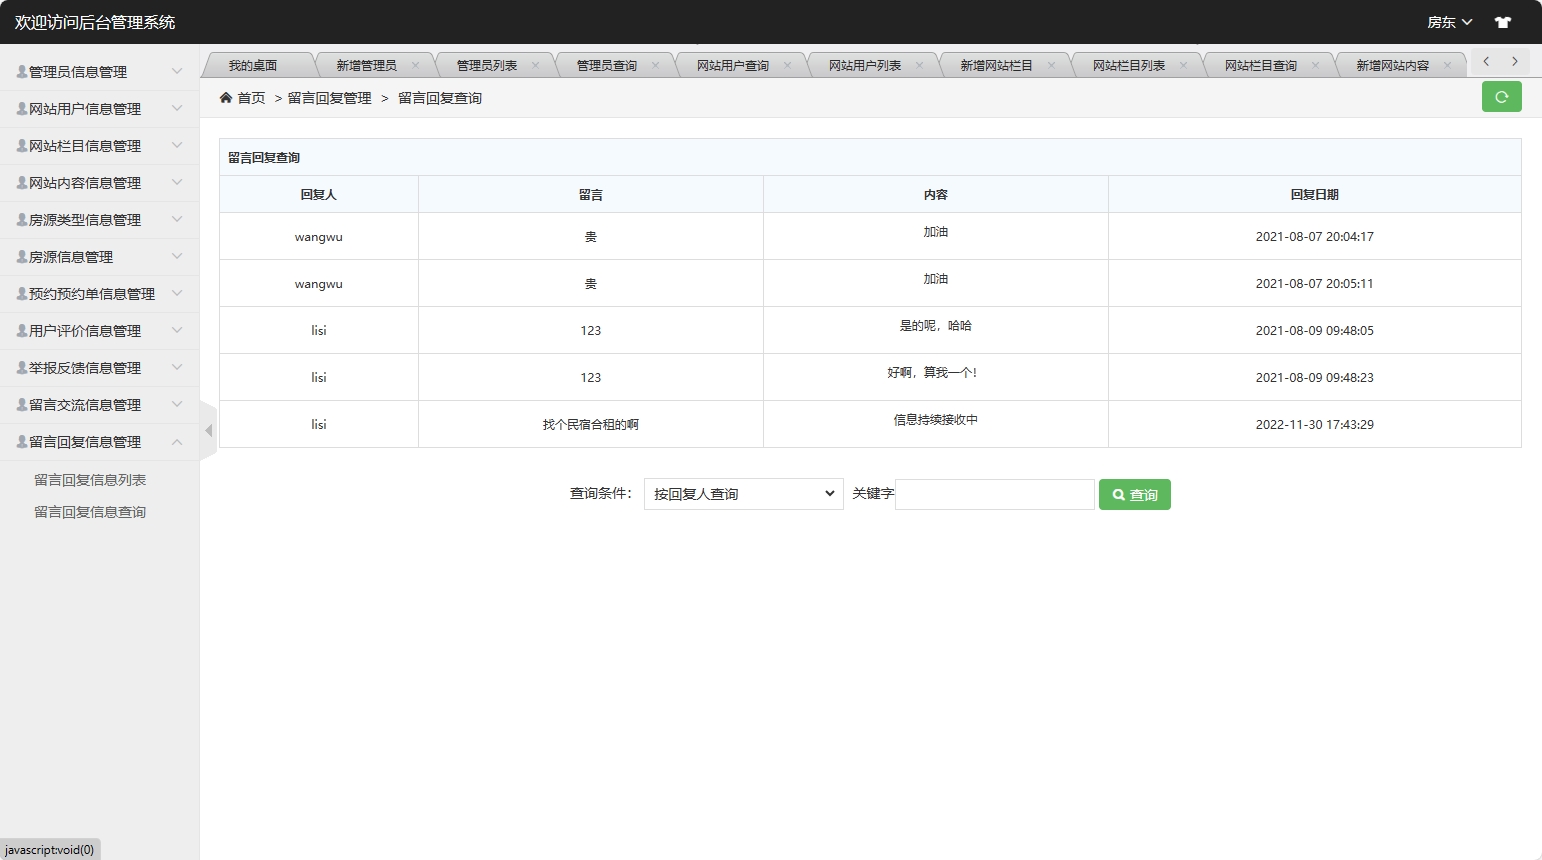 欢迎访问后台管理系统
房东
管理员信息管理
网站用户信息管理
网站栏目信息管理
网站内容信息管理
房源类型信息管理
房源信息管理
预约预约单信息管理
用户评价信息管理
举报反馈信息管理
留言交流信息管理
留言回复信息管理
留言回复信息列表
留言回复信息查询
我的桌面 新增管理员 管理员列表 管理员查询 网站用户查询 网站用户列表 新增网站栏目 网站栏目列表 网站栏目查询 新增网站内容
首页 > 留言回复管理 > 留言回复查询
留言回复查询
回复人 留言 内容 回复日期
wangwu 贵 加油 2021-08-07 20:04:17
wangwu 贵 加油 2021-08-07 20:05:11
lisi 123 是的呢，哈哈 2021-08-09 09:48:05
lisi 123 好啊，算我一个！ 2021-08-09 09:48:23
lisi 找个民宿合租的啊 信息持续接收中 2022-11-30 17:43:29
查询条件： 按回复人查询 关键字 查询
javascript:void(0)